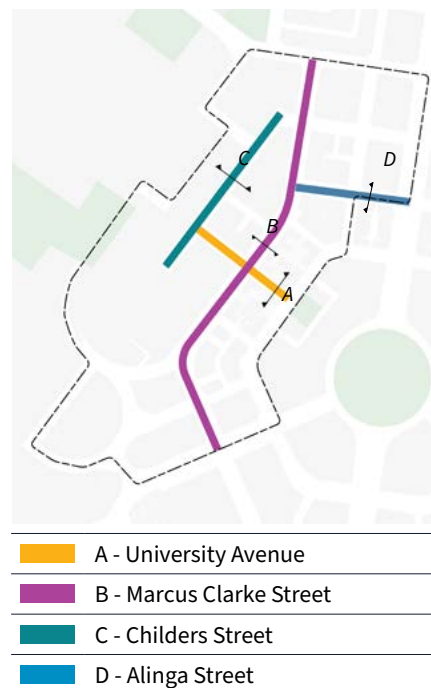 C
D
B
A
A - University Avenue
B - Marcus Clarke Street
C - Childers Street
D - Alinga Street